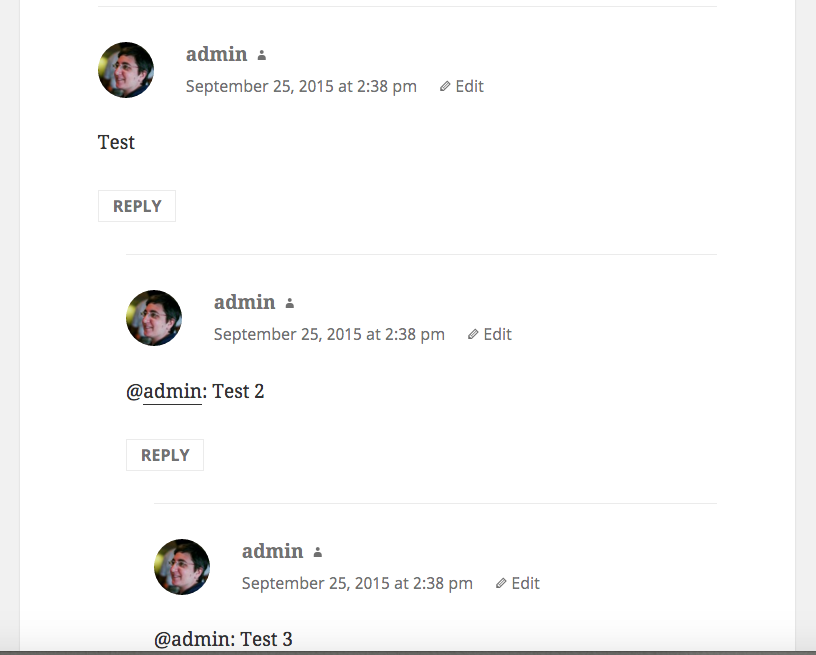 admin
September 25, 2015 at 2:38 pm Edit
Test
REPLY
admin
September 25, 2015 at 2:38 pm Edit
@admin: Test 2
REPLY
admin
September 25, 2015 at 2:38 pm Edit
@admin: Test 3